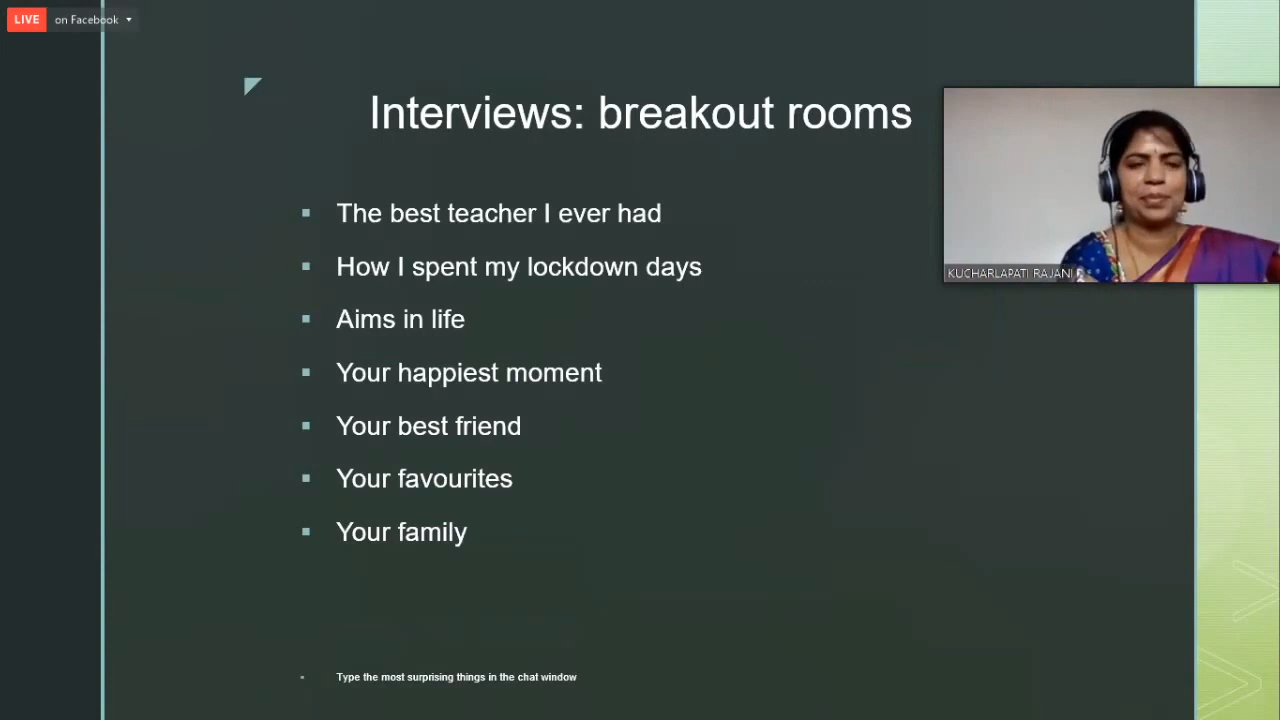 LIVE on Facebook
Interviews: breakout rooms
The best teacher I ever had
How I spent my lockdown days
Aims in life
Your happiest moment
Your best friend
Your favourites
Your family
Type the most surprising things in the chat window
KUCHARLAPATI RAJANI